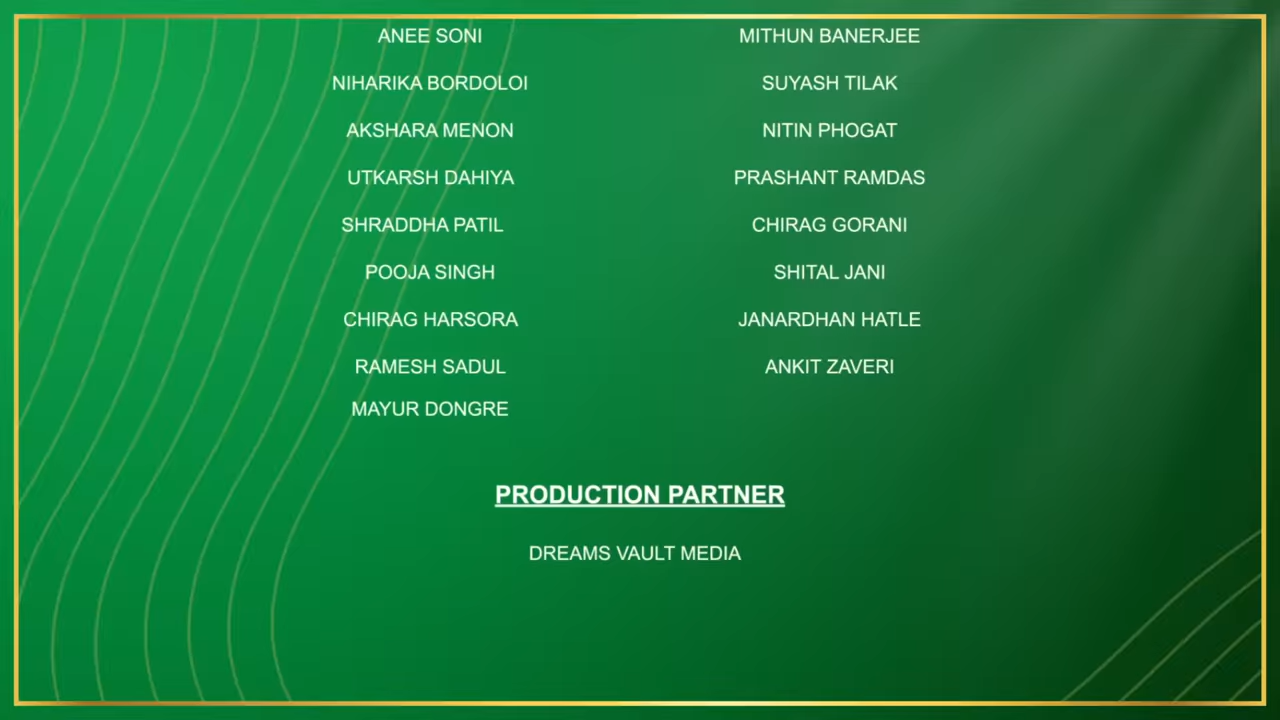 ANEE SONI MITHUN BANERJEE
NIHARIKA BORDOLOI SUYASH TILAK
AKSHARA MENON NITIN PHOGAT
UTKARSH DAHIYA PRASHANT RAMDAS
SHRADDHA PATIL CHIRAG GORANI
POOJA SINGH SHITAL JANI
CHIRAG HARSORA JANARDHAN HATLE
RAMESH SADUL ANKIT ZAVERI
MAYUR DONGRE
PRODUCTION PARTNER
DREAMS VAULT MEDIA